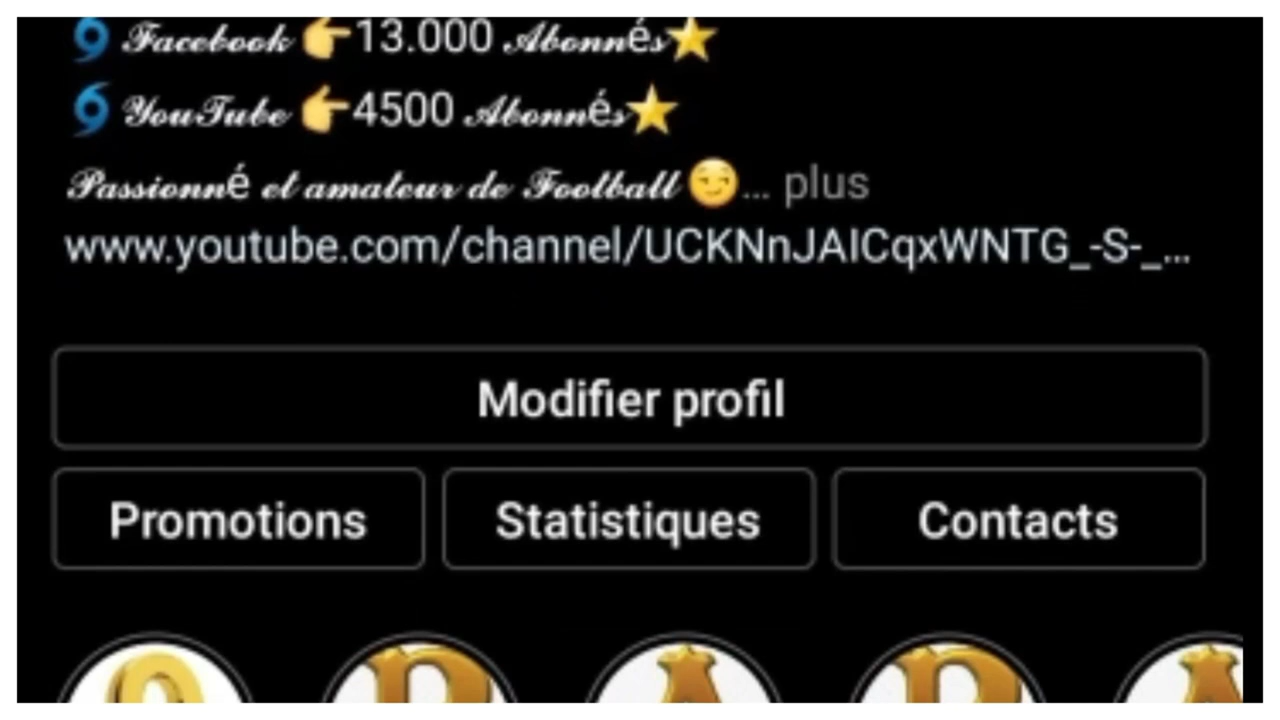 🌀 𝓕𝓪𝓬𝓮𝓫𝓸𝓸𝓴 👉13.000 𝓐𝓫𝓸𝓷𝓷é𝓼⭐
🌀 𝓨𝓸𝓾𝓣𝓾𝓫𝓮 👉4500 𝓐𝓫𝓸𝓷𝓷é𝓼⭐
𝓟𝓪𝓼𝓼𝓲𝓸𝓷𝓷é 𝓮𝓽 𝓪𝓶𝓪𝓽𝓮𝓾𝓻 𝓭𝓮 𝓕𝓸𝓸𝓽𝓫𝓪𝓵𝓵 😏... plus
www.youtube.com/channel/UCKNnJAICqxWNTG_-S-_...
Modifier profil
Promotions
Statistiques
Contacts